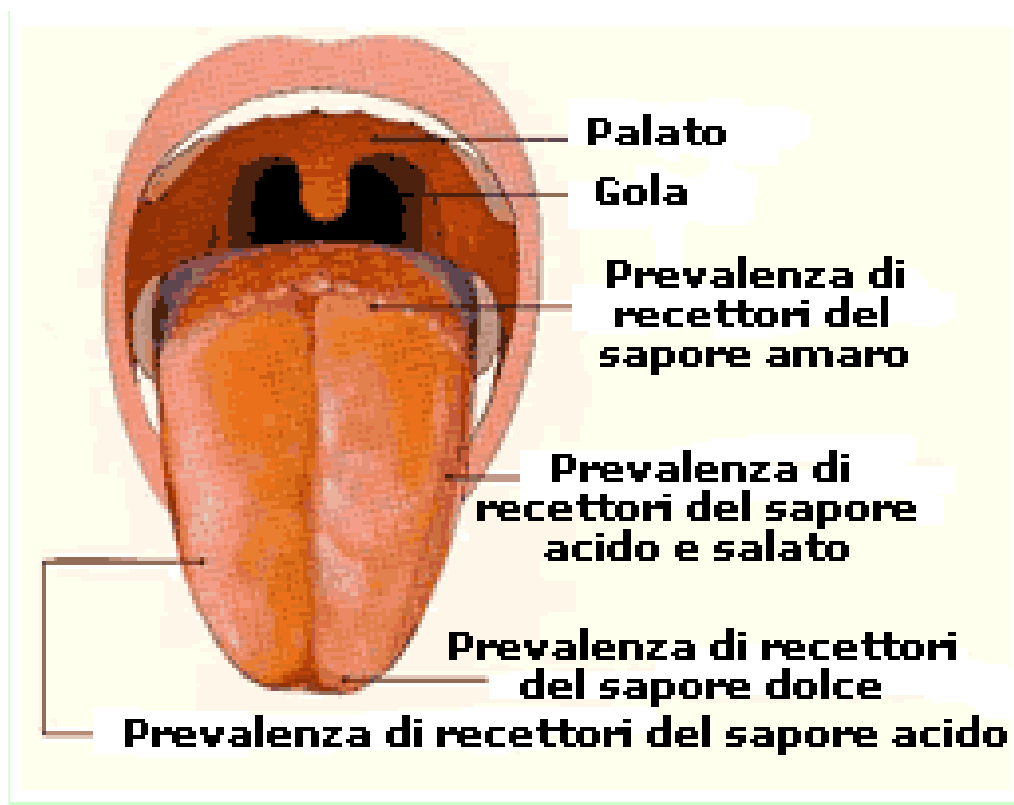 Palato
Gola
Prevalenza di
recettori del
sapore amaro
Prevalenza di
recettori del sapore
acido e salato
Prevalenza di recettori
del sapore dolce
Prevalenza di recettori del sapore acido